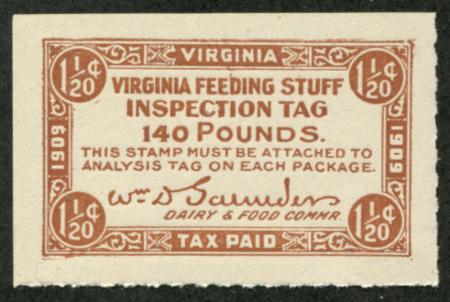 VIRGINIA
1 1/20 ¢
1 1/20 ¢
VIRGINIA FEEDING STUFF
INSPECTION TAG
140 POUNDS.
THIS STAMP MUST BE ATTACHED TO
ANALYSIS TAG ON EACH PACKAGE.
1909
1909
Wm D Saunders
DAIRY & FOOD COMMR.
1 1/20 ¢
1 1/20 ¢
TAX PAID